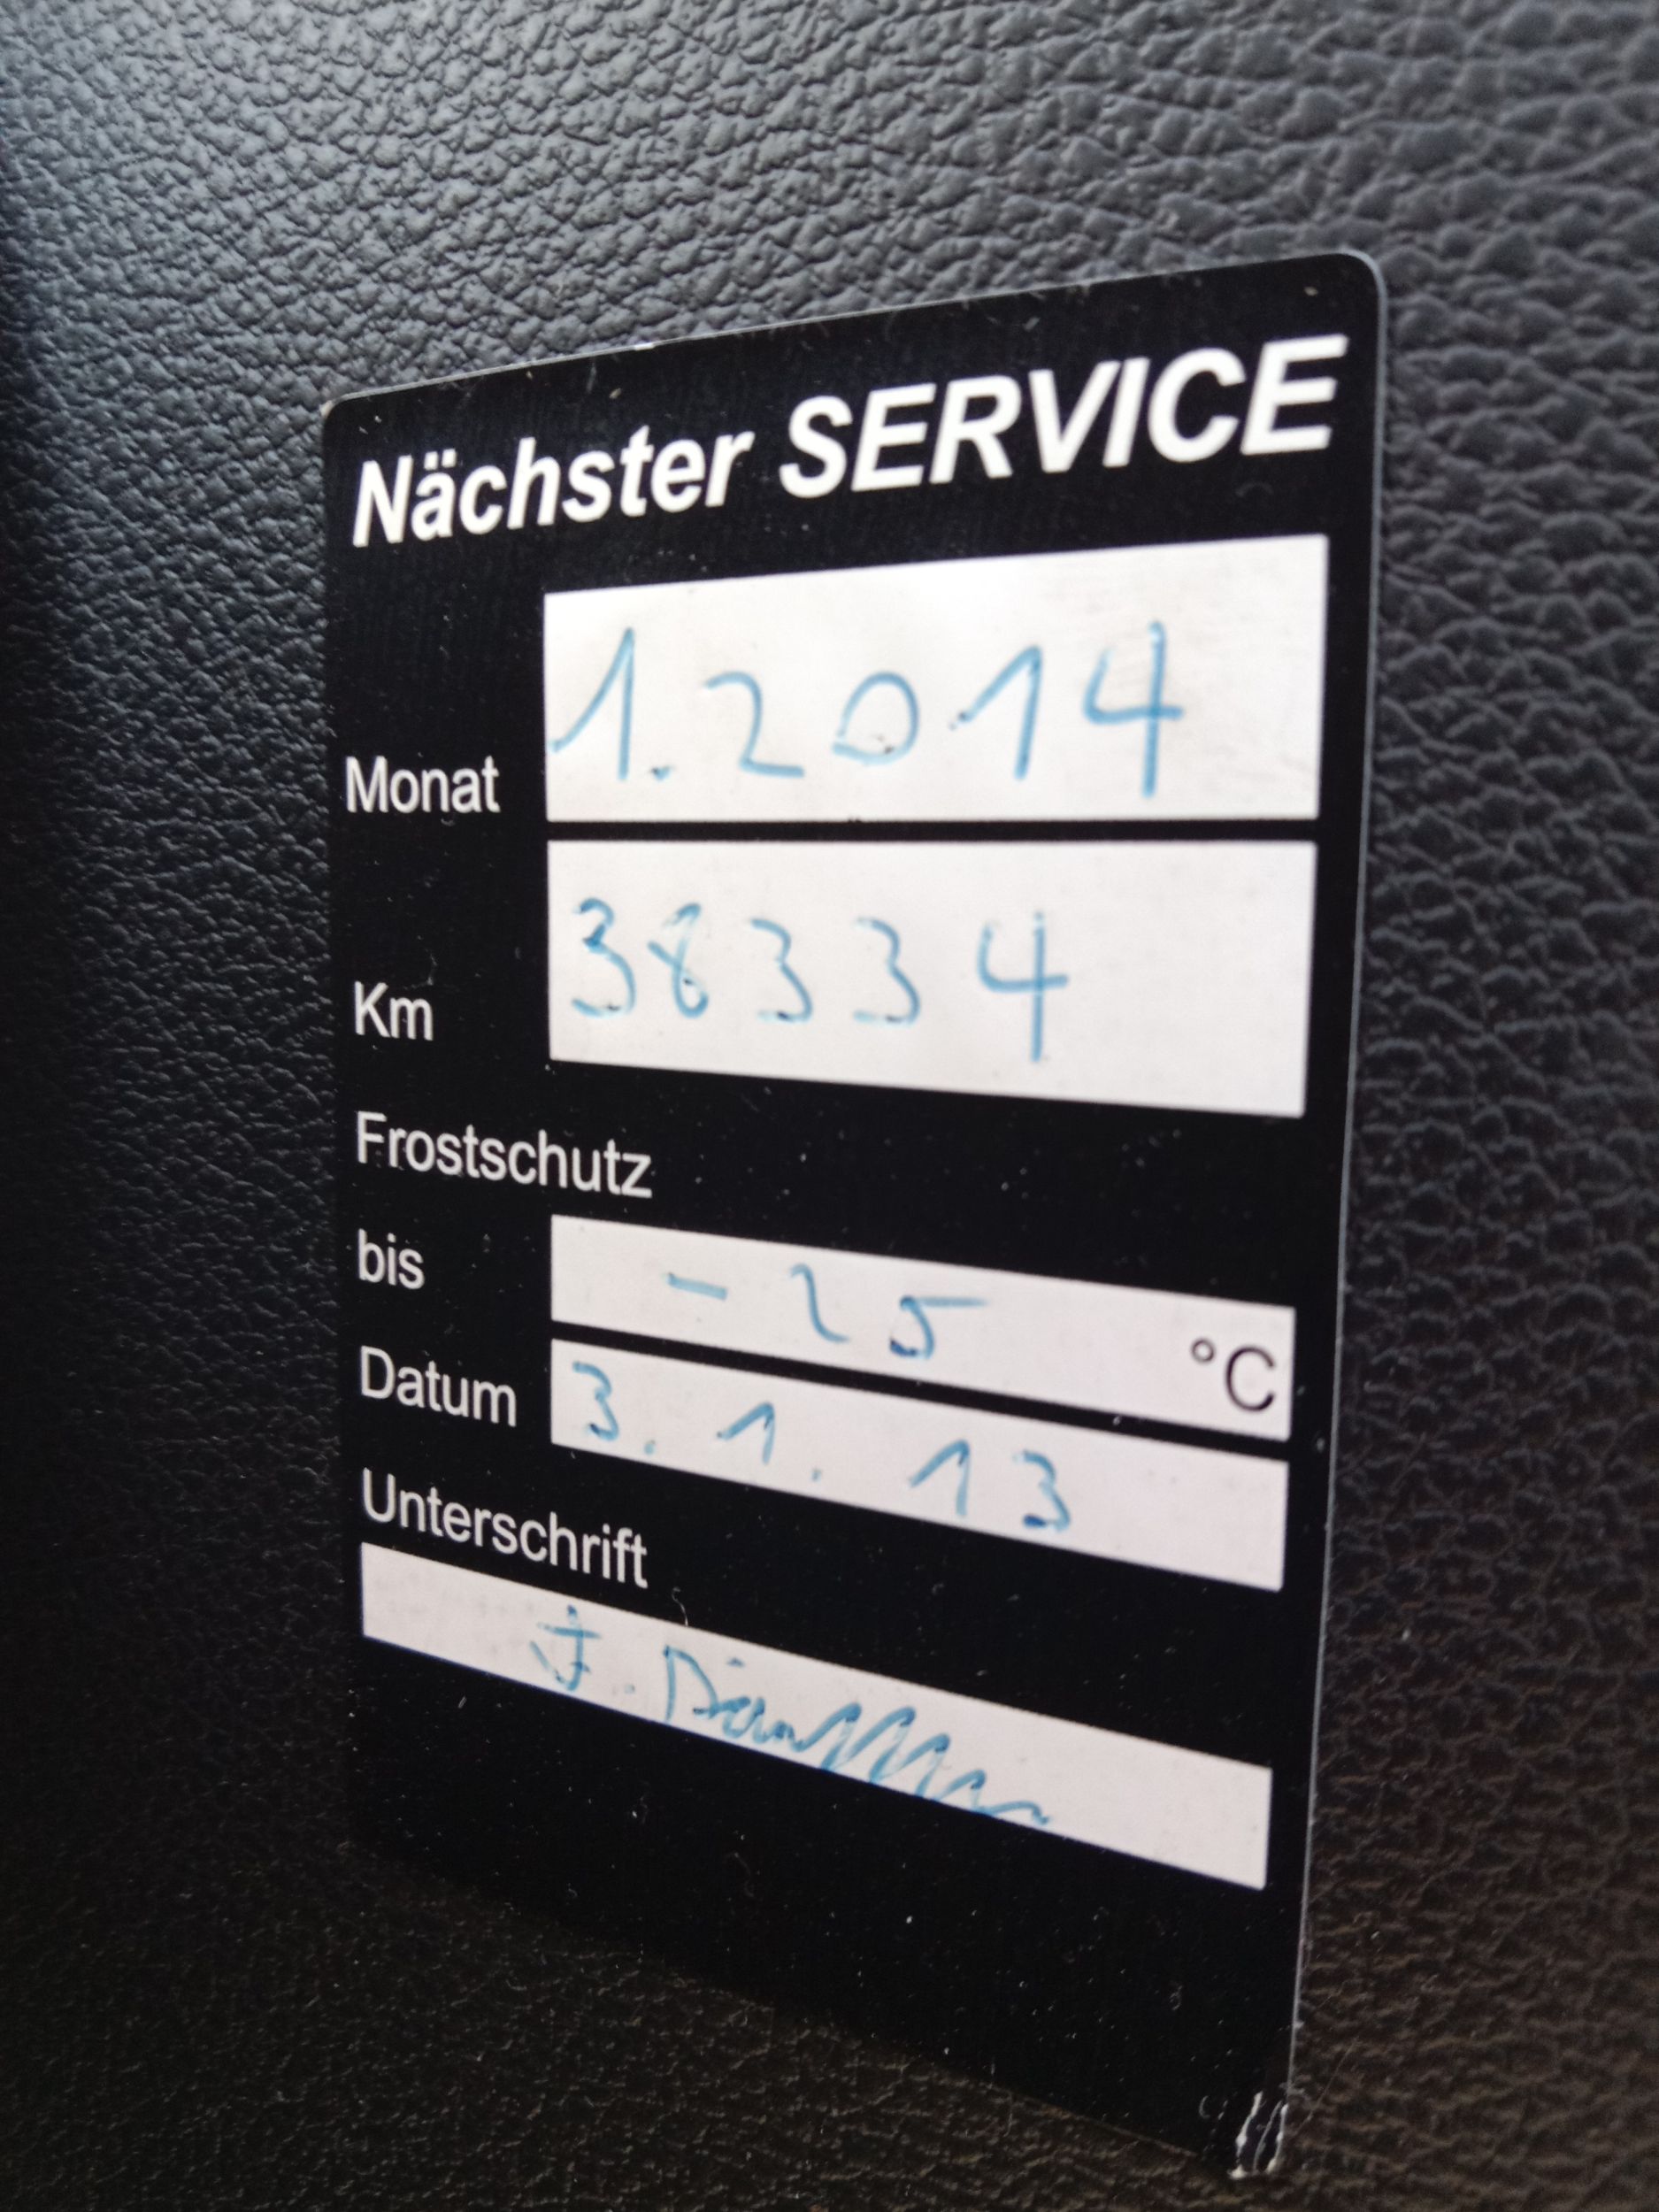 Nächster SERVICE
Monat 1.2014
Km 38334
Frostschutz
bis -25 °C
Datum 3.1.13
Unterschrift